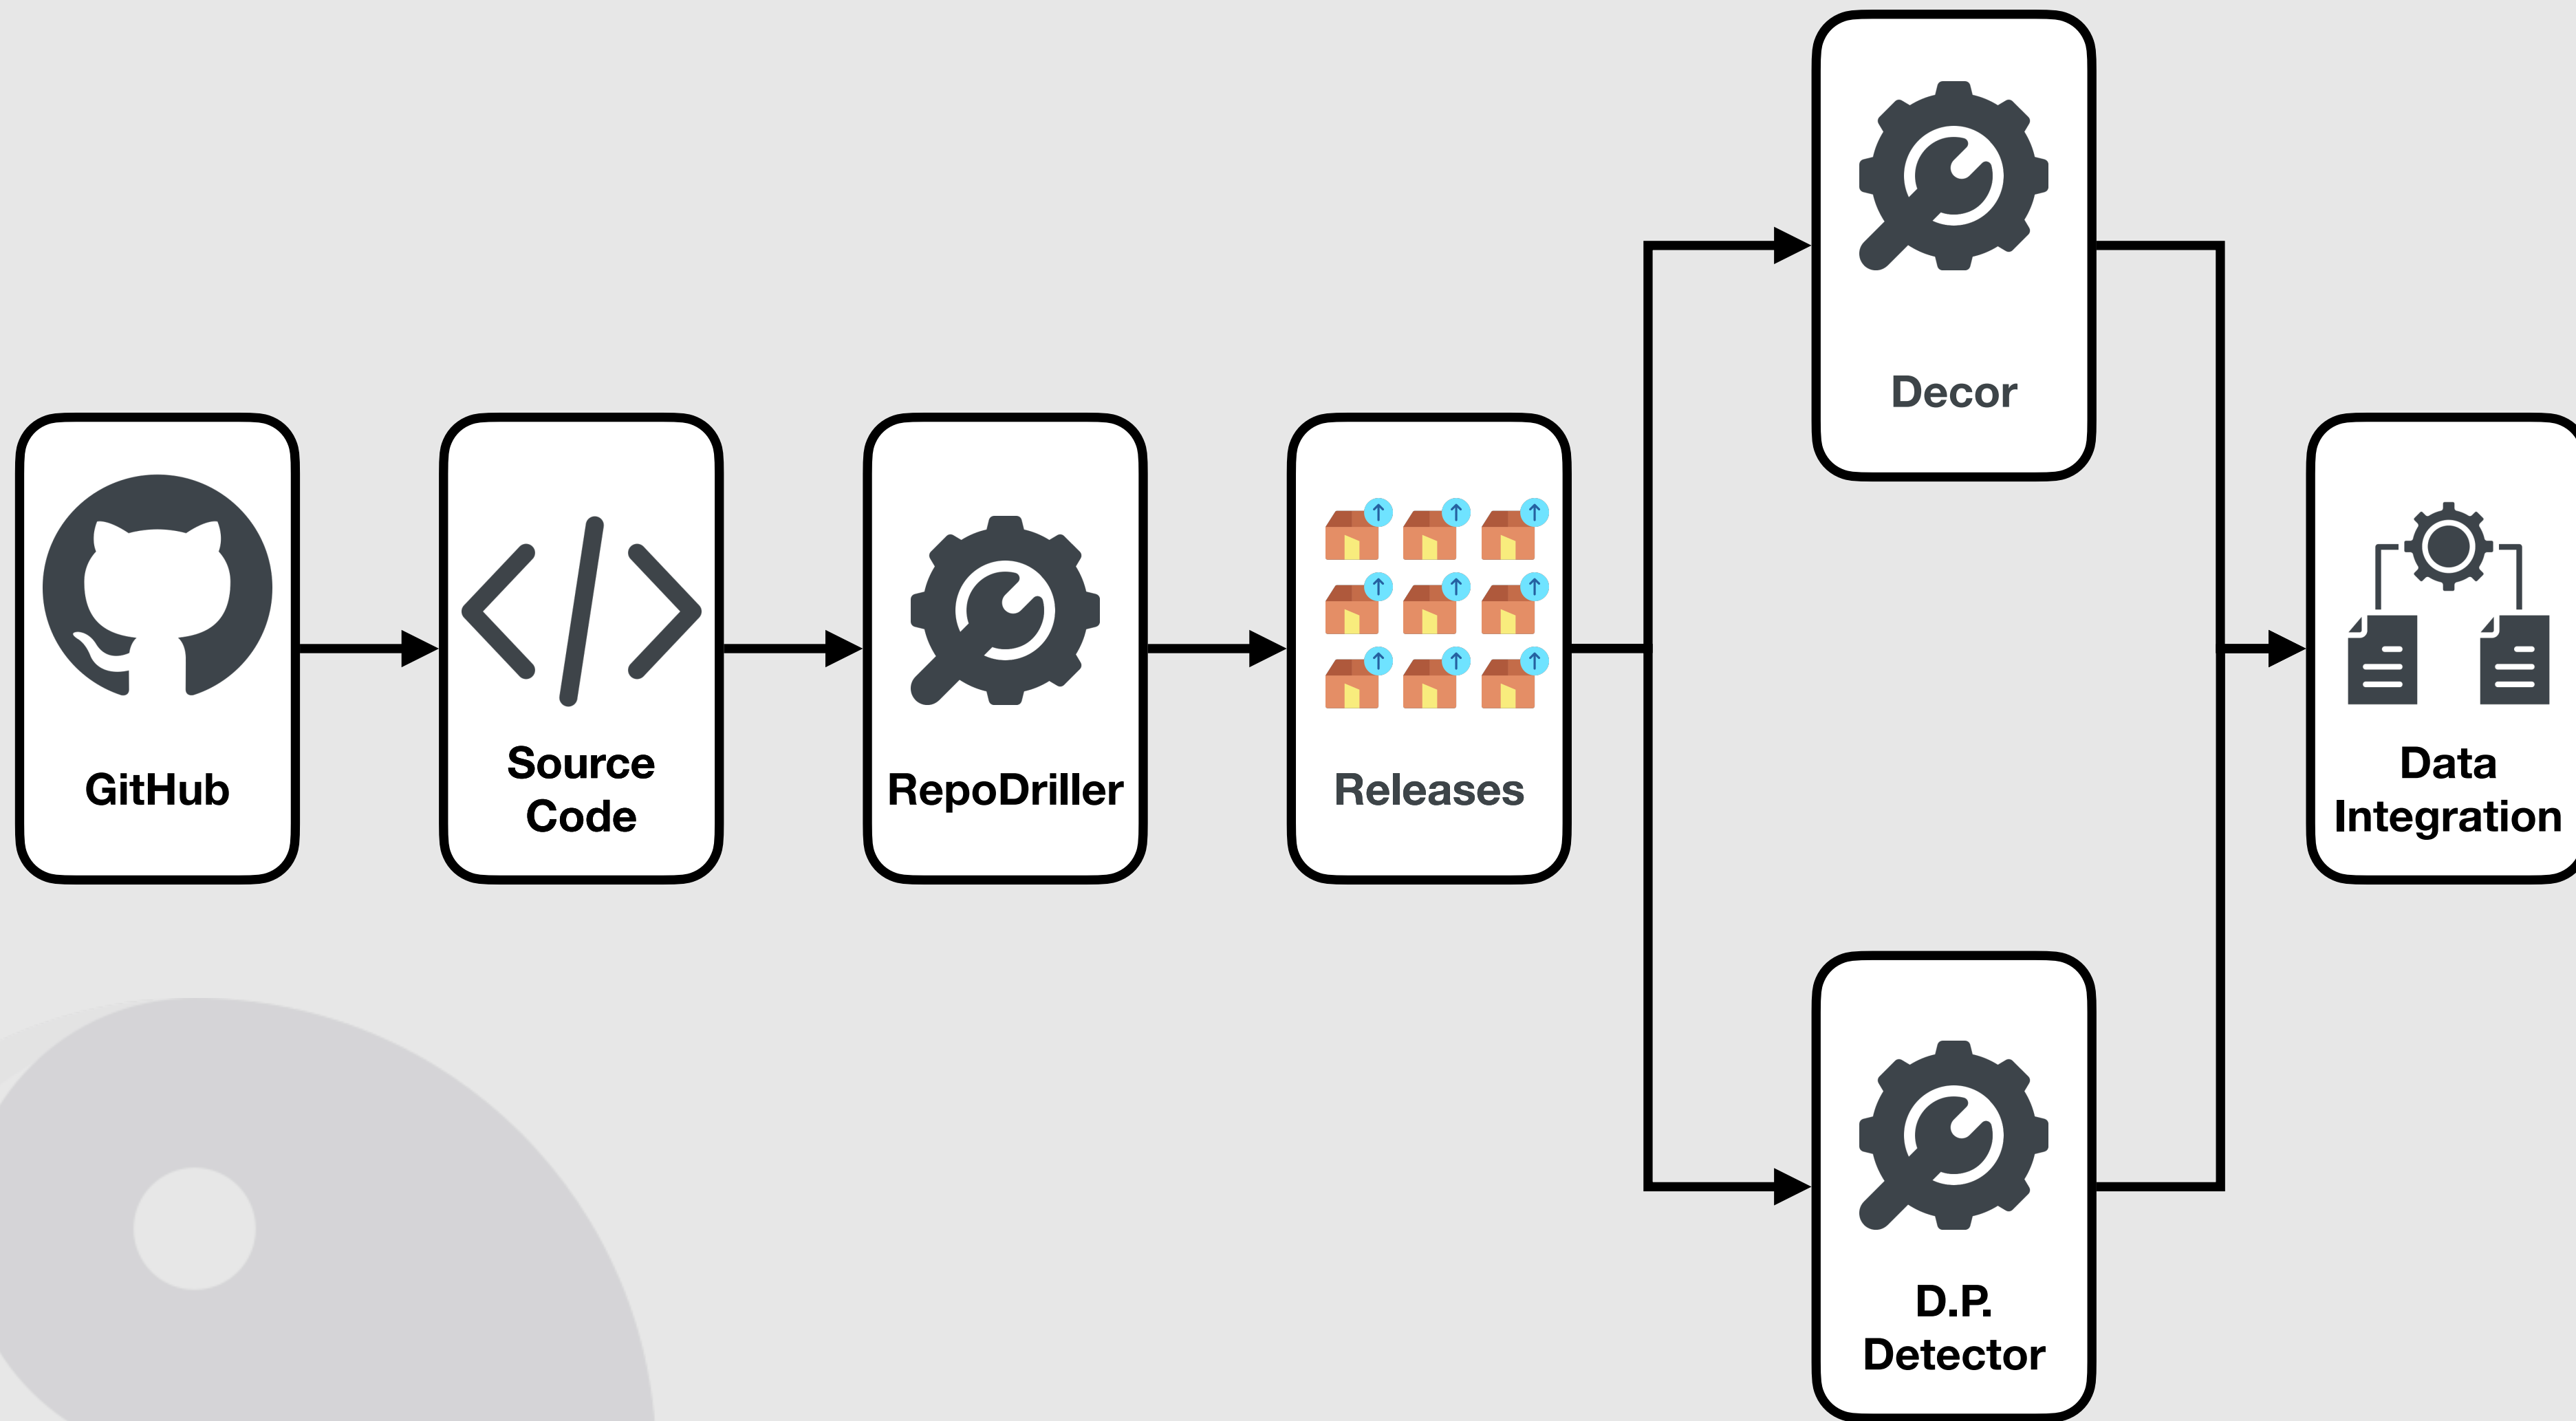 GitHub
Source
Code
RepoDriller
Releases
Decor
D.P.
Detector
Data
Integration